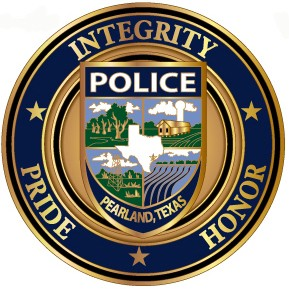 INTEGRITY
POLICE
PEARLAND, TEXAS
PRIDE
HONOR